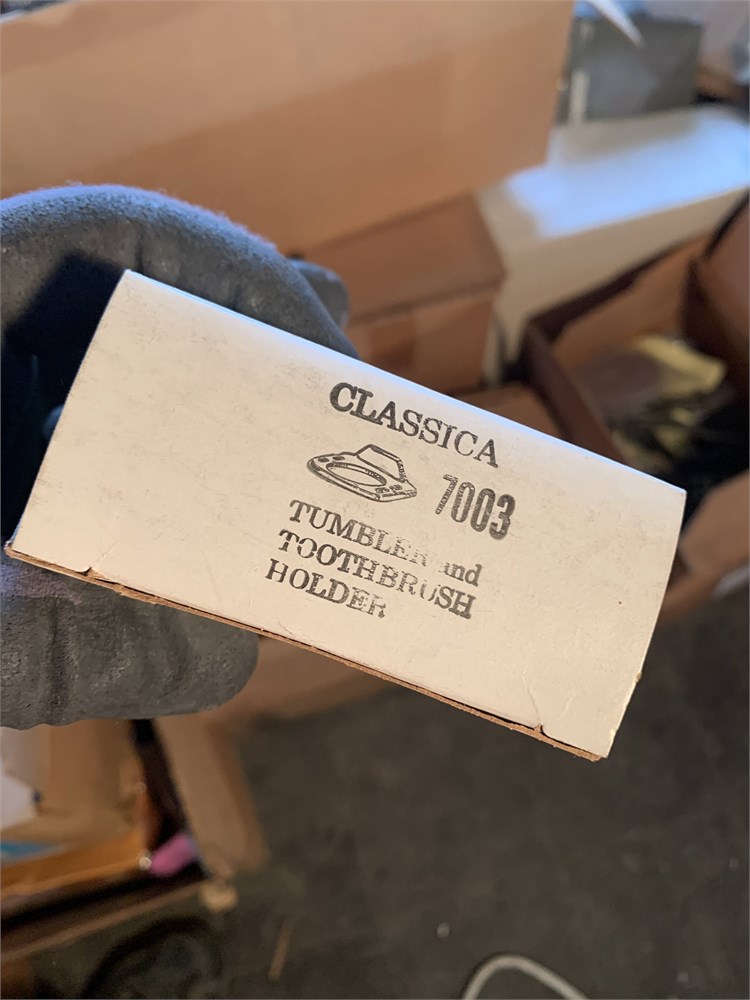 CLASSICA
7003
TUMBLER and
TOOTHBRUSH
HOLDER